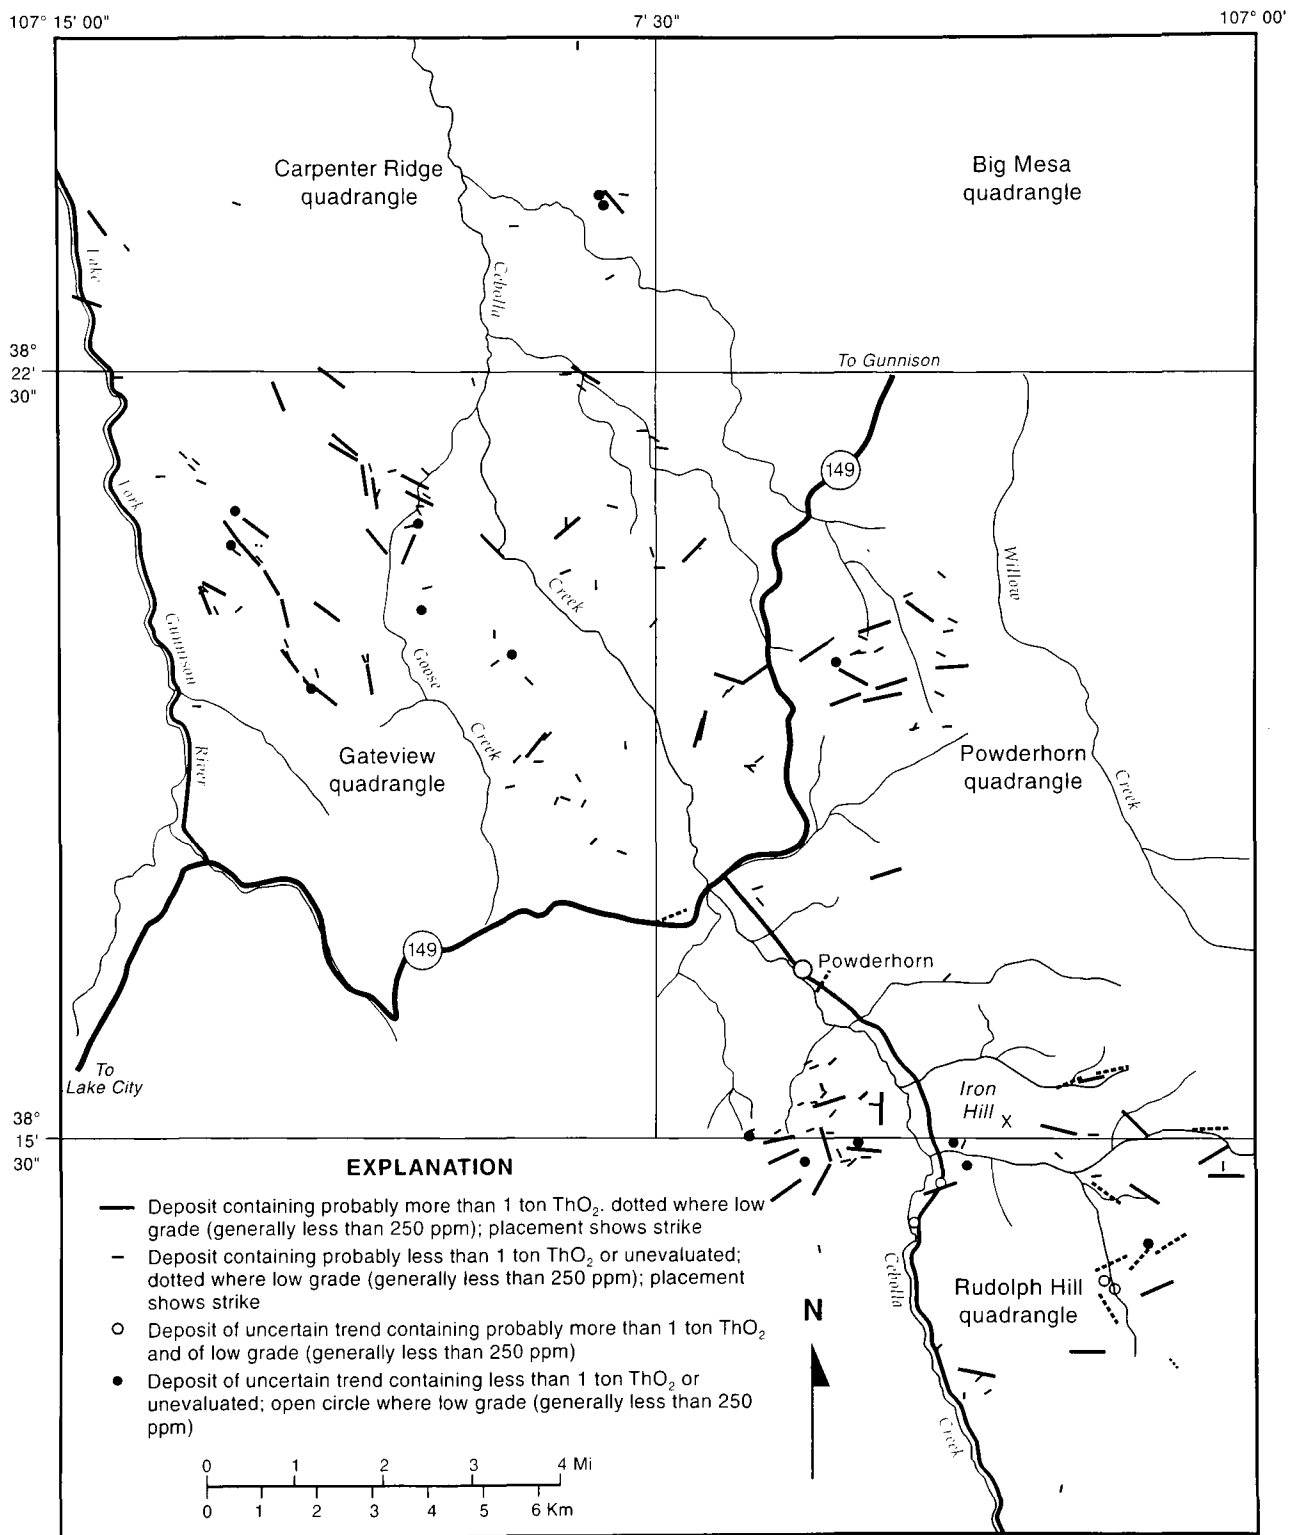 107° 15' 00"
7' 30"
107° 00'
Carpenter Ridge
quadrangle
Big Mesa
quadrangle
Lake
Cebolla
38°
22'
30"
To Gunnison
149
Fork
Willow
Creek
Gunnison
Goose
Creek
River
Gateview
quadrangle
Powderhorn
quadrangle
Creek
149
Powderhorn
To
Lake City
Iron
Hill X
38°
15'
30"
EXPLANATION
Deposit containing probably more than 1 ton ThO2. dotted where low
grade (generally less than 250 ppm); placement shows strike
Deposit containing probably less than 1 ton ThO2 or unevaluated;
dotted where low grade (generally less than 250 ppm); placement
shows strike
Deposit of uncertain trend containing probably more than 1 ton ThO2
and of low grade (generally less than 250 ppm)
Deposit of uncertain trend containing less than 1 ton ThO2 or
unevaluated; open circle where low grade (generally less than 250
ppm)
Cebolla
Rudolph Hill
quadrangle
N
Creek
0 1 2 3 4 Mi
0 1 2 3 4 5 6 Km